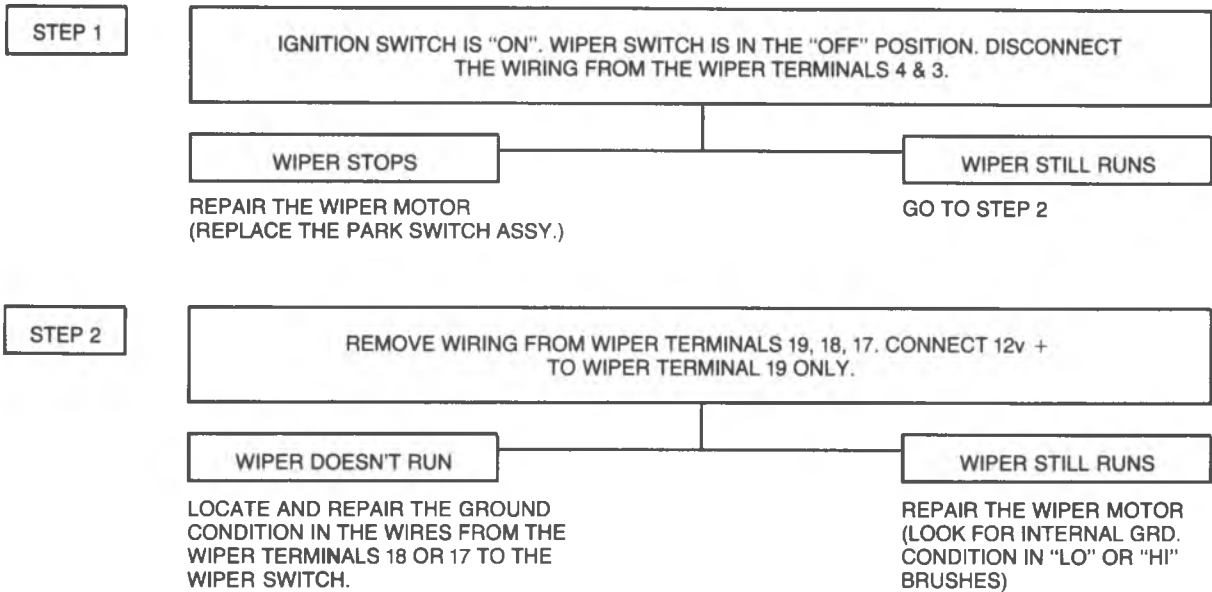 STEP 1
IGNITION SWITCH IS “ON”. WIPER SWITCH IS IN THE “OFF” POSITION. DISCONNECT
THE WIRING FROM THE WIPER TERMINALS 4 & 3.
WIPER STOPS
REPAIR THE WIPER MOTOR
(REPLACE THE PARK SWITCH ASSY.)
WIPER STILL RUNS
GO TO STEP 2
STEP 2
REMOVE WIRING FROM WIPER TERMINALS 19, 18, 17. CONNECT 12v +
TO WIPER TERMINAL 19 ONLY.
WIPER DOESN'T RUN
LOCATE AND REPAIR THE GROUND
CONDITION IN THE WIRES FROM THE
WIPER TERMINALS 18 OR 17 TO THE
WIPER SWITCH.
WIPER STILL RUNS
REPAIR THE WIPER MOTOR
(LOOK FOR INTERNAL GRD.
CONDITION IN “LO” OR “HI”
BRUSHES)